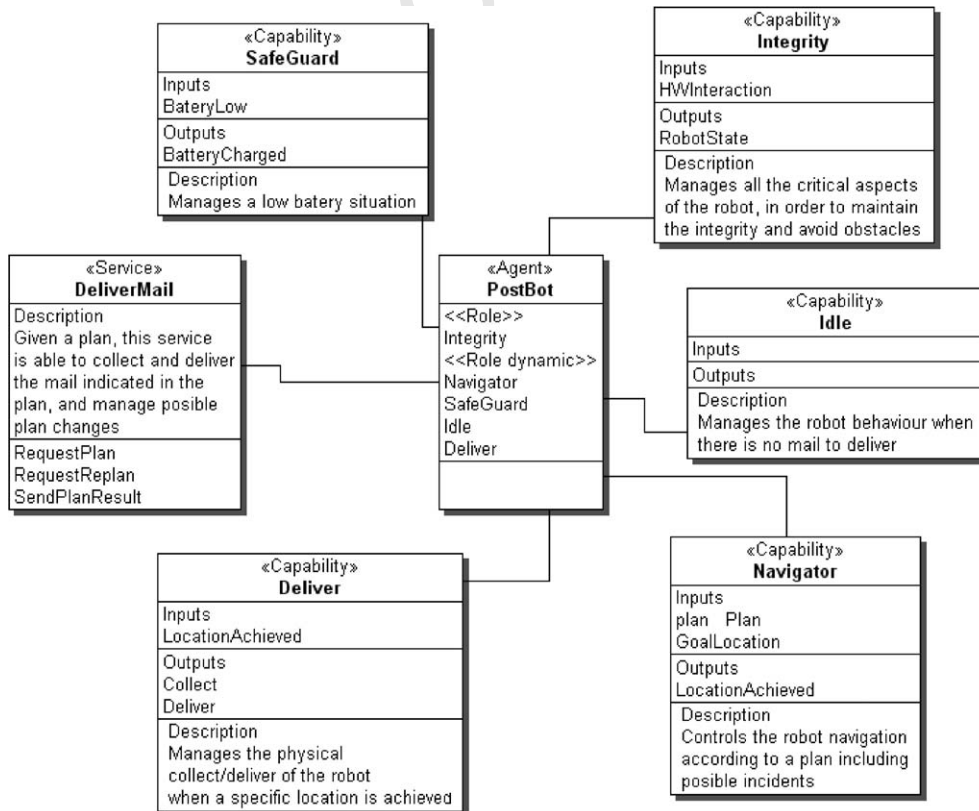 «Capability»
SafeGuard
Inputs
BateryLow
Outputs
BatteryCharged
Description
Manages a low batery situation
«Capability»
Integrity
Inputs
HWInteraction
Outputs
RobotState
Description
Manages all the critical aspects
of the robot, in order to maintain
the integrity and avoid obstacles
«Service»
DeliverMail
Description
Given a plan, this service
is able to collect and deliver
the mail indicated in the
plan, and manage posible
plan changes
RequestPlan
RequestReplan
SendPlanResult
«Agent»
PostBot
<<Role>>
Integrity
<<Role dynamic>>
Navigator
SafeGuard
Idle
Deliver
«Capability»
Idle
Inputs
Outputs
Description
Manages the robot behaviour when
there is no mail to deliver
«Capability»
Deliver
Inputs
LocationAchieved
Outputs
Collect
Deliver
Description
Manages the physical
collect/deliver of the robot
when a specific location is achieved
«Capability»
Navigator
Inputs
plan Plan
GoalLocation
Outputs
LocationAchieved
Description
Controls the robot navigation
according to a plan including
posible incidents